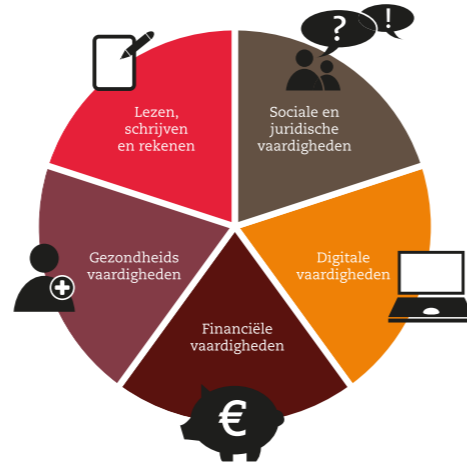 ?
!
Lezen,
schrijven
en rekenen
Sociale en
juridische
vaardigheden
Gezondheids
vaardigheden
Digitale
vaardigheden
Financiële
vaardigheden
€